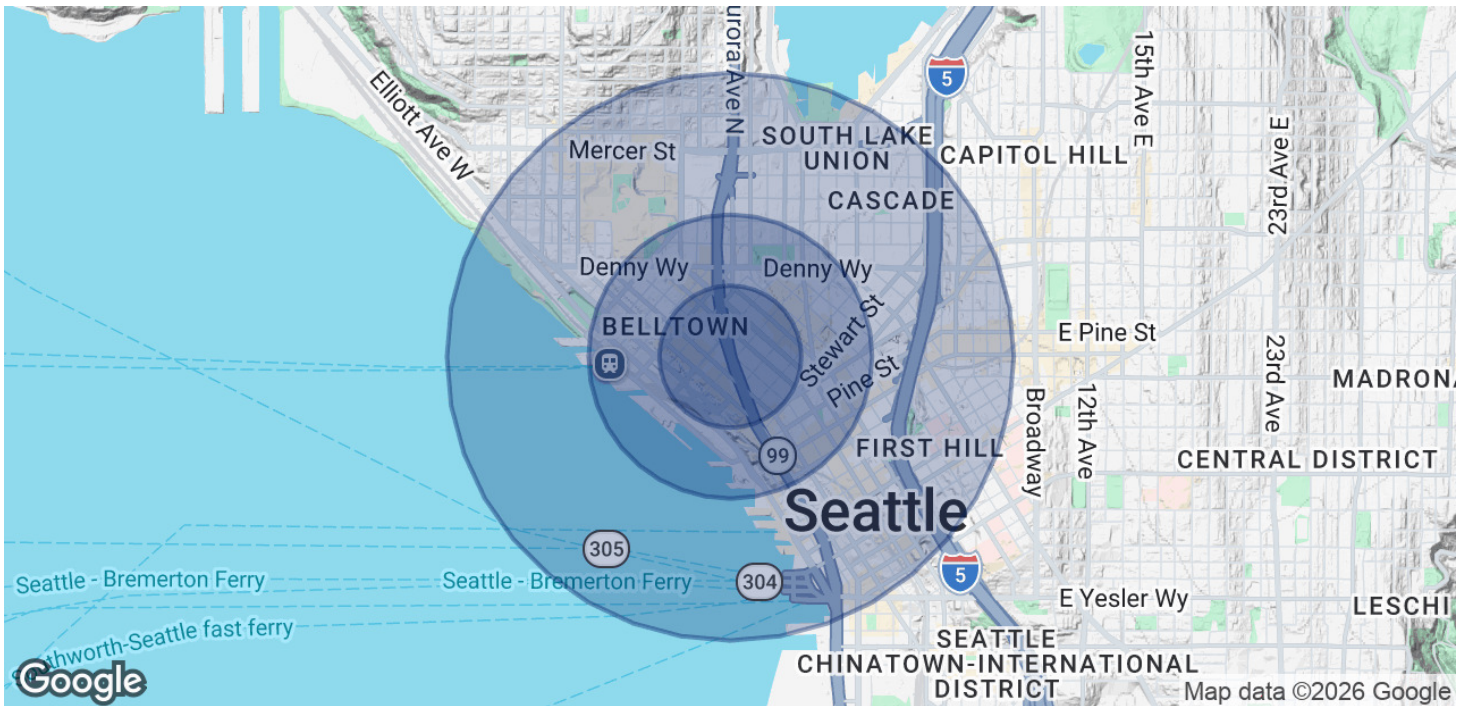 urora Ave N
5
15th Ave E
Elliott Ave W
SOUTH LAKE
UNION
Mercer St
CAPITOL HILL
23rd Ave E
CASCADE
Denny Wy
Denny Wy
BELLTOWN
Stewart St
E Pine St
Pine St
23rd Ave
MADRONA
Broadway
12th Ave
99
FIRST HILL
CENTRAL DISTRICT
Seattle
305
5
Seattle - Bremerton Ferry
Seattle - Bremerton Ferry
304
E Yesler Wy
LESCHI
Southworth-Seattle fast ferry
SEATTLE
CHINATOWN-INTERNATIONAL
DISTRICT
Google
Map data ©2026 Google